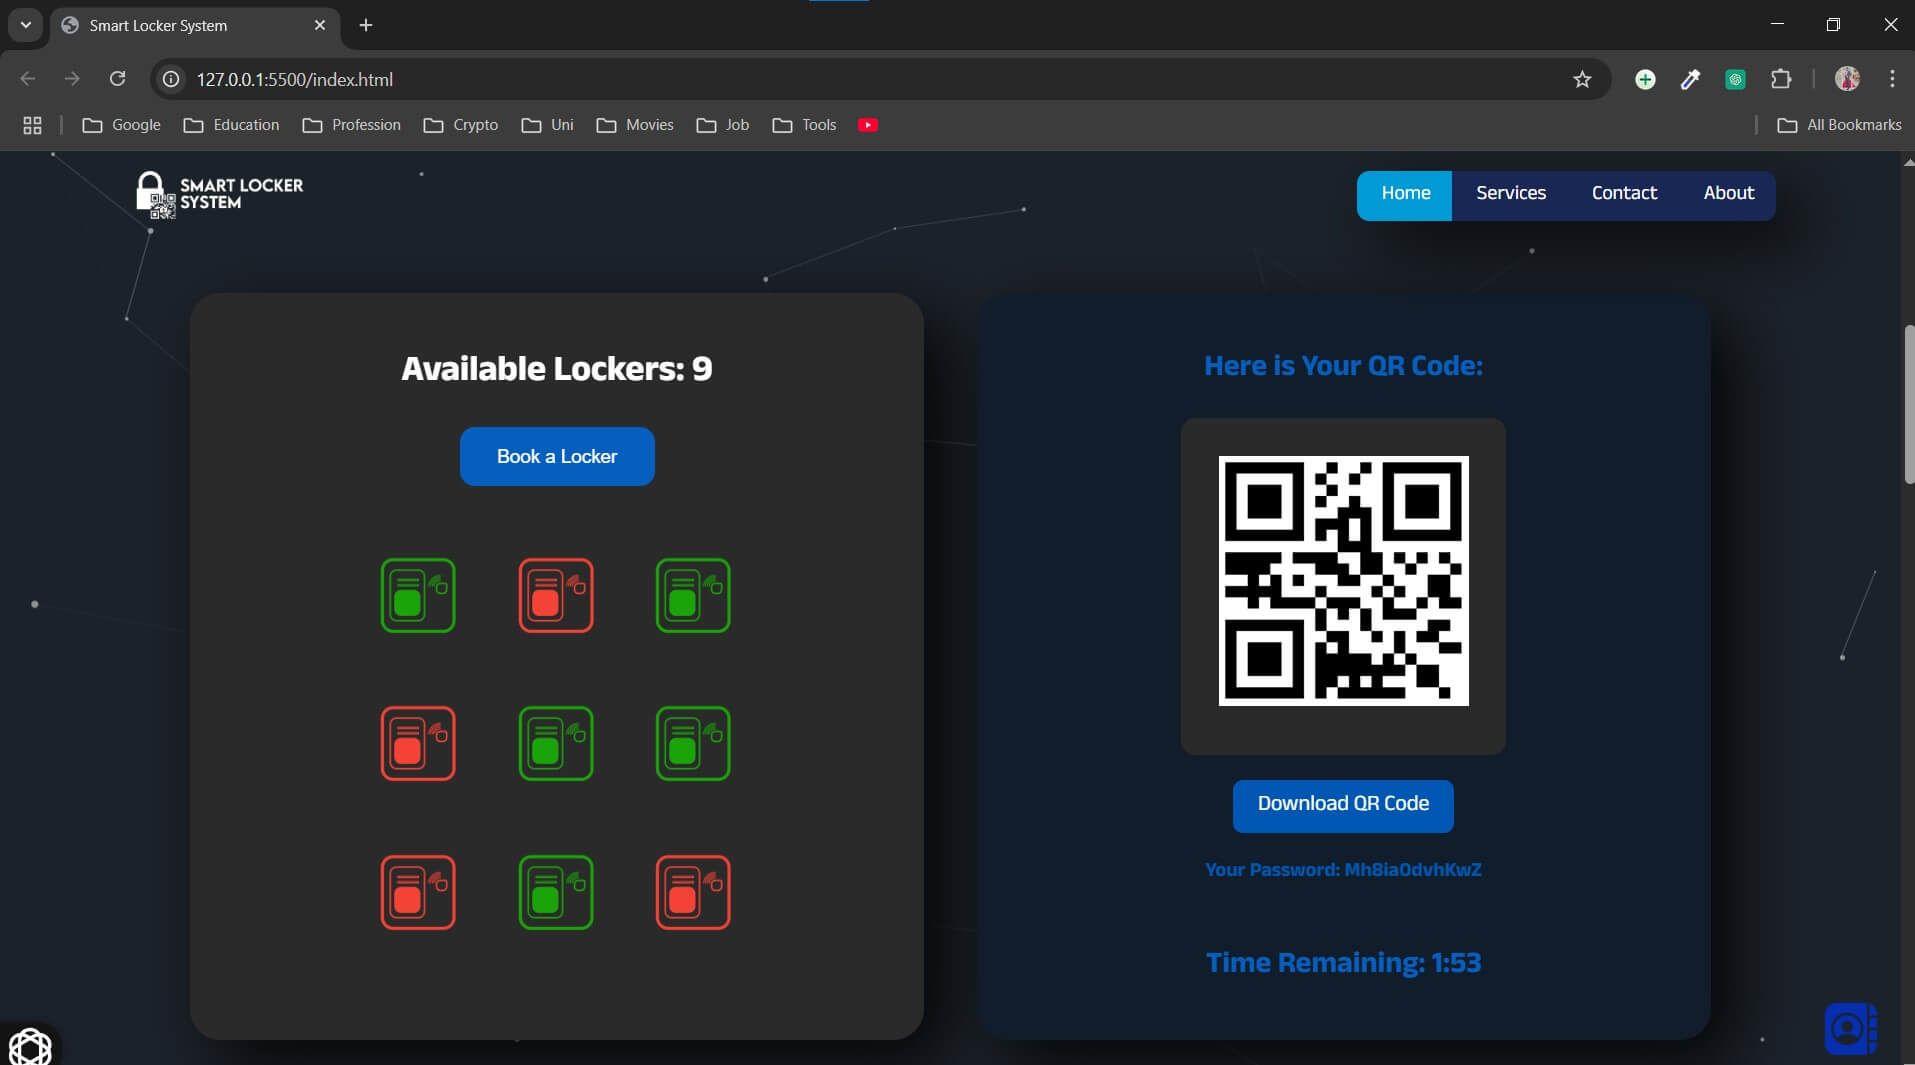 Smart Locker System
127.0.0.1:5500/index.html
Google Education Profession Crypto Uni Movies Job Tools All Bookmarks
SMART LOCKER
SYSTEM
Home Services Contact About
Available Lockers: 9
Book a Locker
Here is Your QR Code:
Download QR Code
Your Password: Mh8ia0dvhKwZ
Time Remaining: 1:53